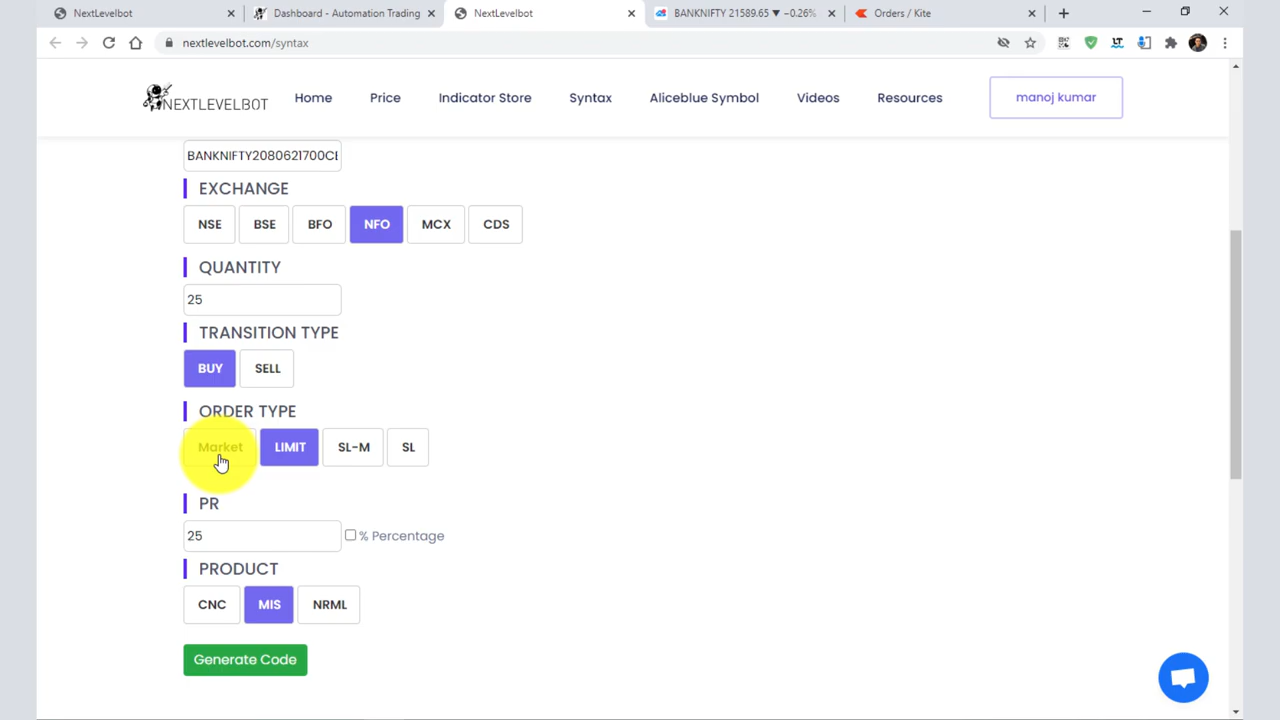 NextLevelbot
Dashboard - Automation Trading
NextLevelbot
BANKNIFTY 21589.65 ▼ −0.26%
Orders / Kite
nextlevelbot.com/syntax
NEXTLEVELBOT
Home
Price
Indicator Store
Syntax
Aliceblue Symbol
Videos
Resources
manoj kumar
BANKNIFTY2080621700CE
EXCHANGE
NSE
BSE
BFO
NFO
MCX
CDS
QUANTITY
25
TRANSITION TYPE
BUY
SELL
ORDER TYPE
Market
LIMIT
SL-M
SL
PR
25
% Percentage
PRODUCT
CNC
MIS
NRML
Generate Code